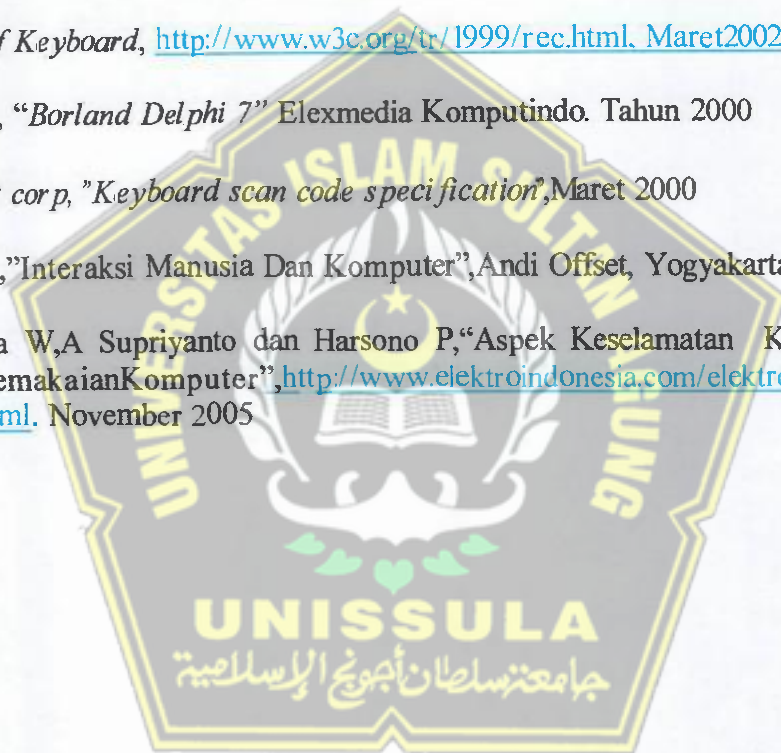 f Keyboard, http://www.w3c.org/tr/1999/rec.html. Maret2002
, “Borland Delphi 7” Elexmedia Komputindo. Tahun 2000
corp, ”Keyboard scan code specification”,Maret 2000
,”Interaksi Manusia Dan Komputer”,Andi Offset, Yogyakarta
a W,A Supriyanto dan Harsono P,“Aspek Keselamatan K
emakaianKomputer”,http://www.elektroindonesia.com/elektro
ml. November 2005
UNIVERSITAS ISLAM SULTAN AGUNG
UNISSULA
جامعة سلطان أجونج الإسلامية